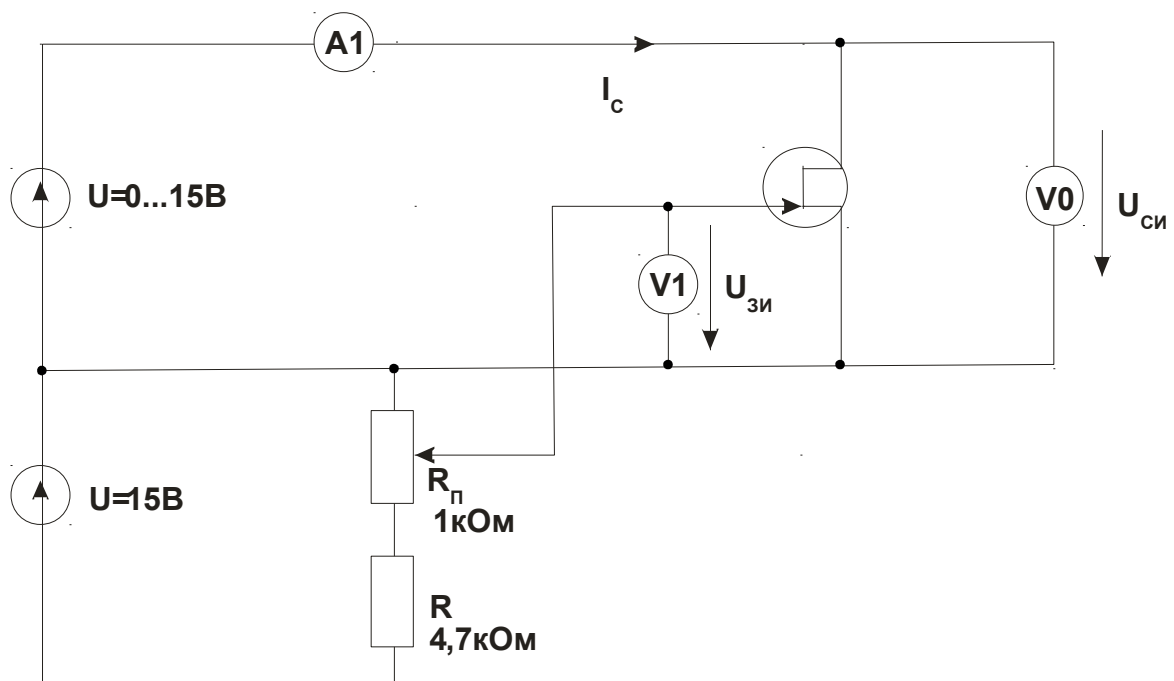 A1
I С
U=0...15В
V0
U СИ
V1
U ЗИ
U=15В
R П
1кОм
R
4,7кОм